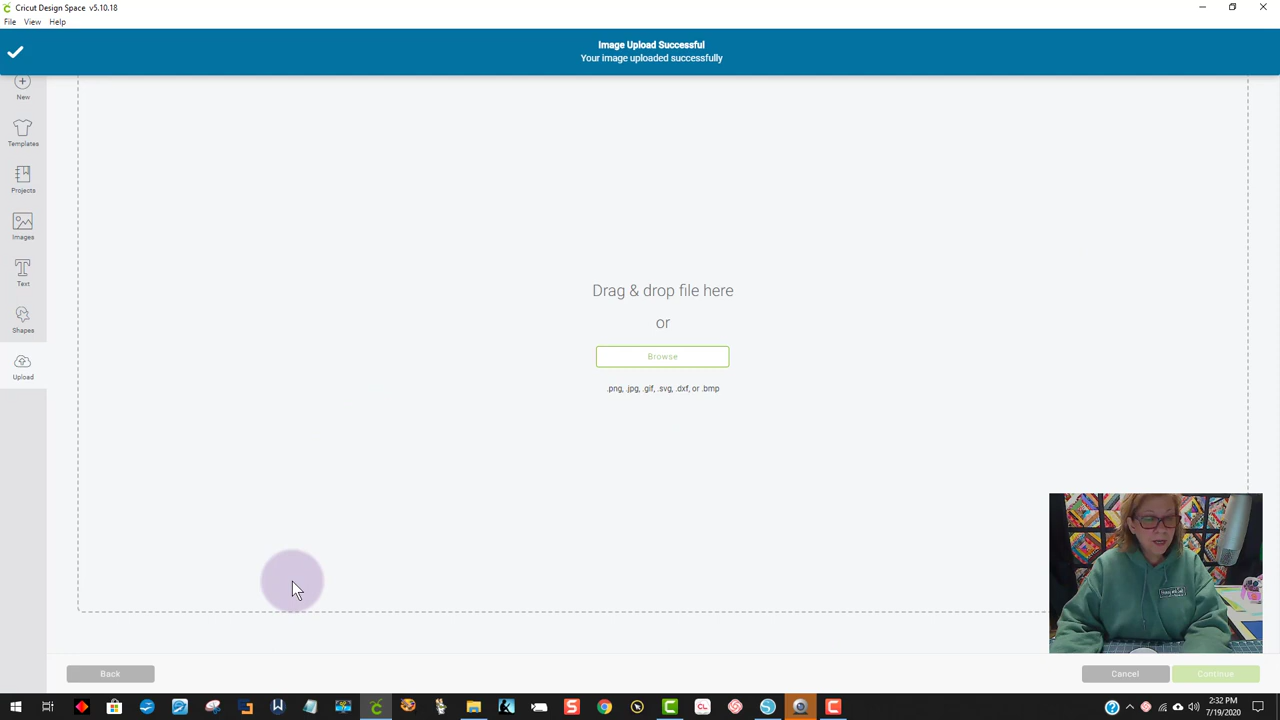 Cricut Design Space v5.10.18
File View Help
Image Upload Successful
Your image uploaded successfully
New
Templates
Projects
Images
Text
Shapes
Upload
Drag & drop file here
or
Browse
.png, .jpg, .gif, .svg, .dxf, or .bmp
Back
Cancel
Continue
2:32 PM
7/19/2020